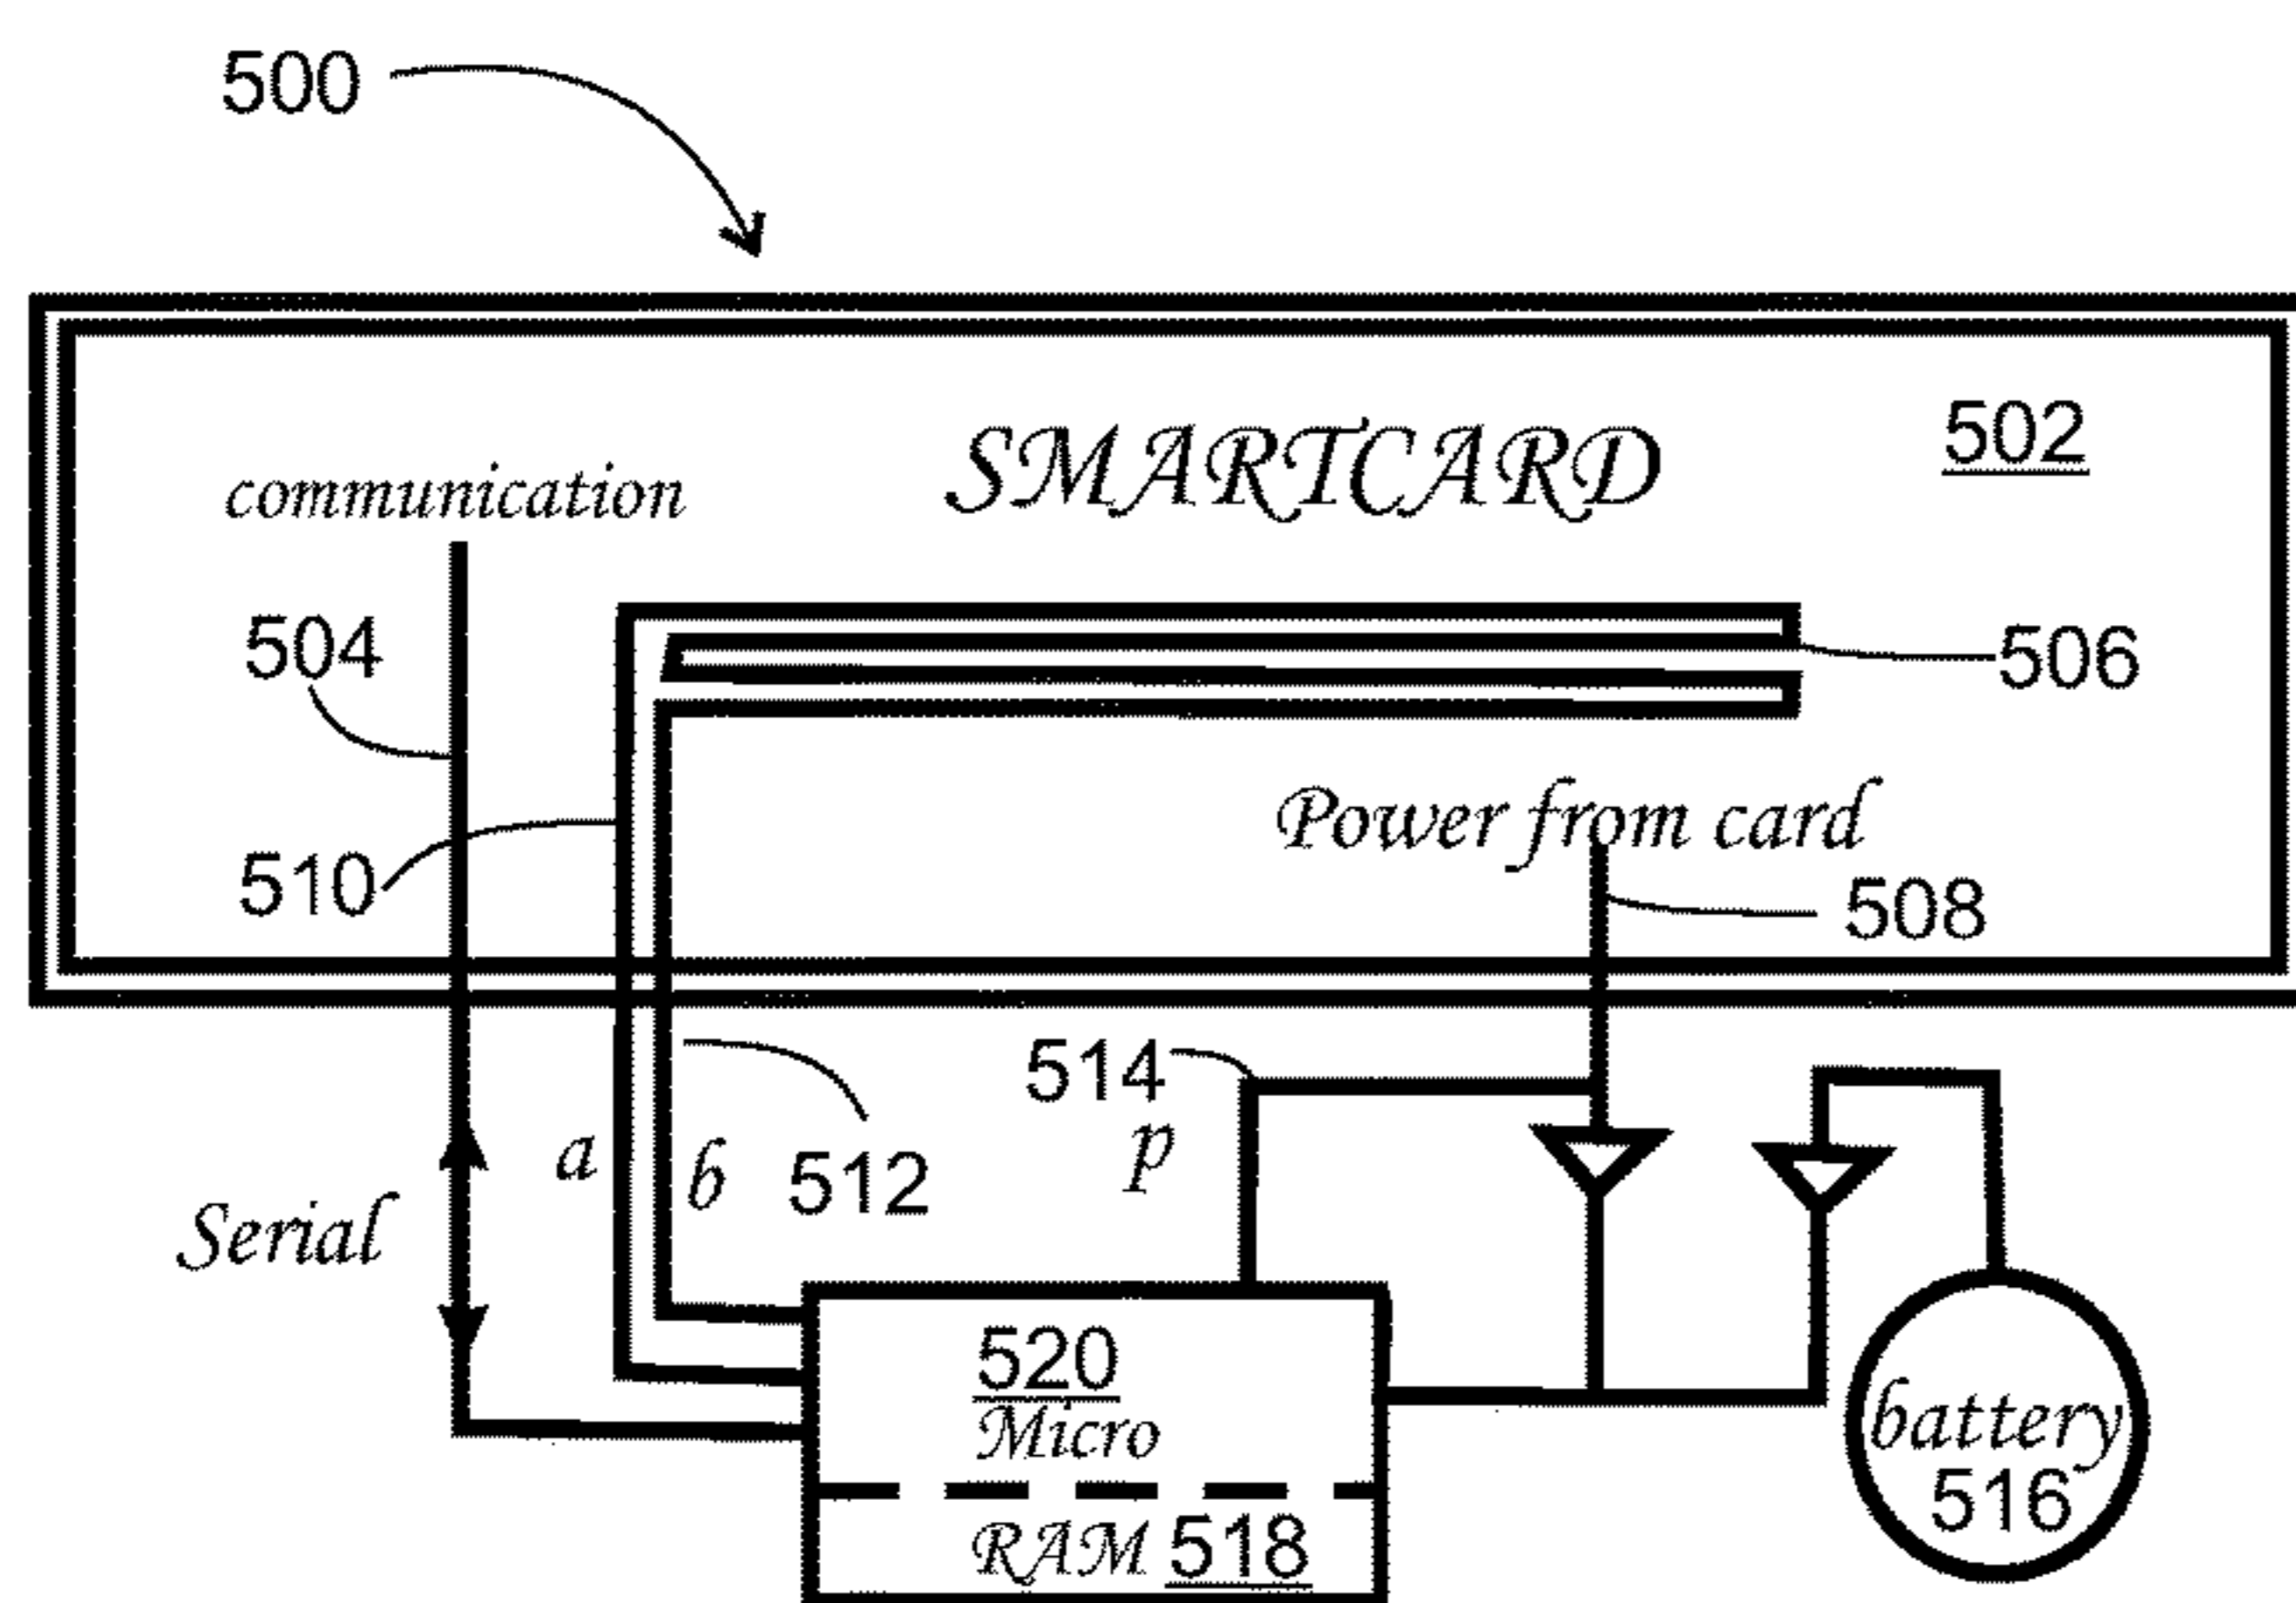 500
SMARTCARD 502
communication
504
506
Power from card
510
508
514
a
b
512
p
Serial
520
Micro
battery
516
RAM 518